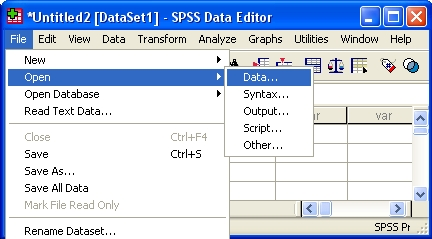 *Untitled2 [DataSet1] - SPSS Data Editor
File Edit View Data Transform Analyze Graphs Utilities Window Help
New
Open
Open Database
Read Text Data...
Close Ctrl+F4
Save Ctrl+S
Save As...
Save All Data
Mark File Read Only
Rename Dataset...
Data...
Syntax...
Output...
Script...
Other...
var var
SPSS Pr